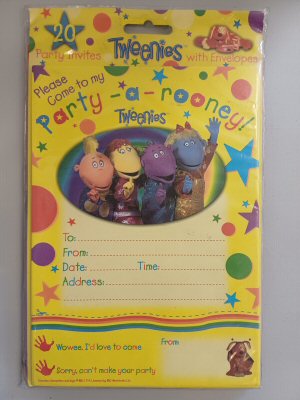 20
Tweenies
Party Invites
with Envelopes
Please
Come to my
Party-a-rooney!
Tweenies
To:
From:
Date: Time:
Address:
Wowee. I'd love to come From:
Sorry, can't make your party